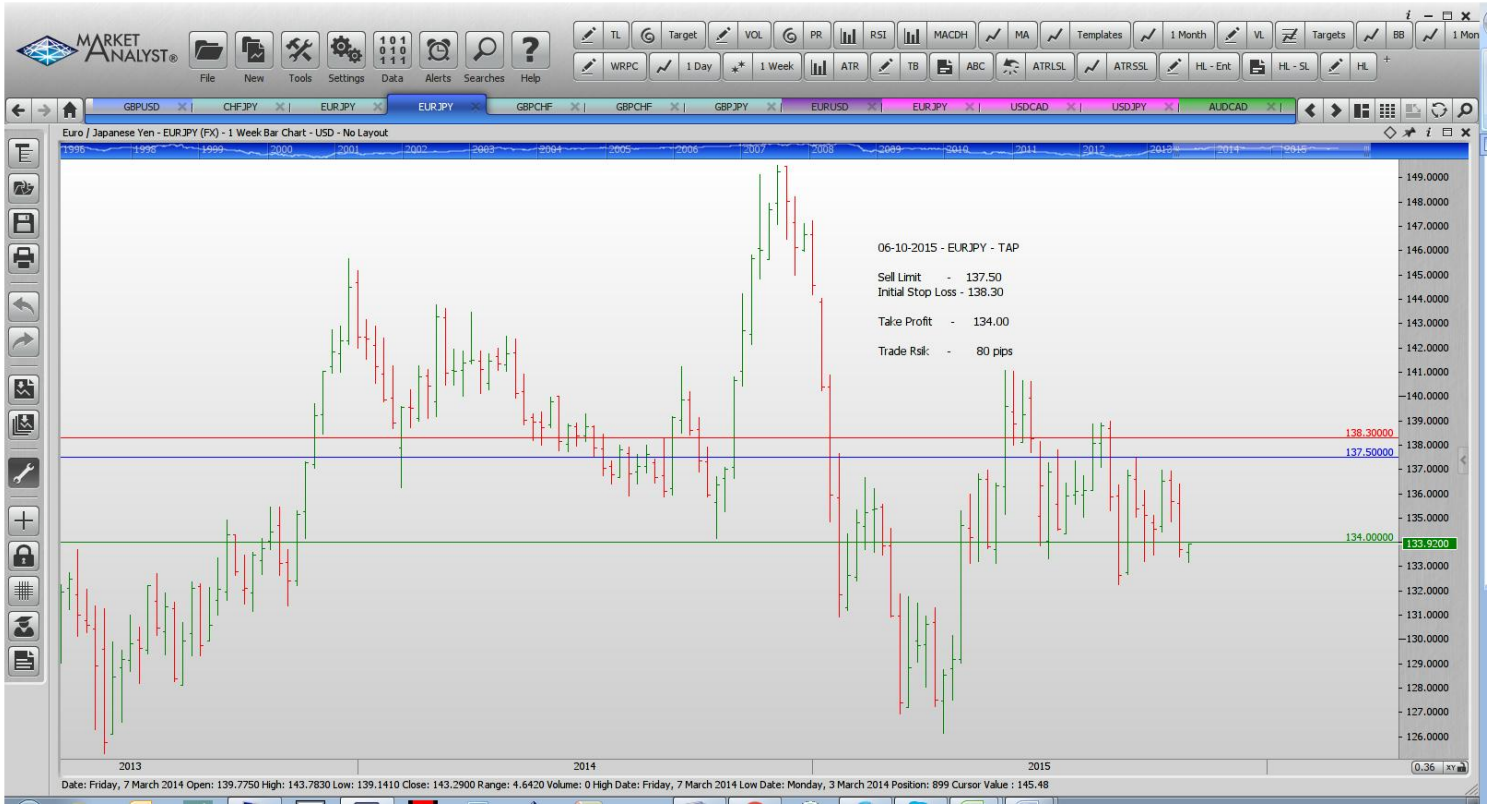 i
MARKET ANALYST®
File New Tools Settings Data Alerts Searches Help
TL Target VOL PR RSI MACDH MA Templates 1 Month VL Targets BB 1 Mon
WRPC 1 Day 1 Week ATR TB ABC ATRLSL ATRSSL HL - Ent HL - SL HL +
GBPUSD CHFJPY EURJPY EURJPY GBPCHF GBPCHF GBPJPY EURUSD EURJPY USDCAD USDJPY AUDCAD
Euro / Japanese Yen - EURJPY (FX) - 1 Week Bar Chart - USD - No Layout
1996 1998 1999 2000 2001 2002 2003 2004 2005 2006 2007 2008 2009 2010 2011 2012 2013 2014 2015
149.0000
148.0000
147.0000
06-10-2015 - EURJPY - TAP
146.0000
Sell Limit - 137.50
145.0000
Initial Stop Loss - 138.30
144.0000
Take Profit - 134.00
143.0000
142.0000
Trade Rsik - 80 pips
141.0000
140.0000
139.0000
138.30000
138.0000
137.50000
137.0000
136.0000
135.0000
134.00000
133.9200
133.0000
132.0000
131.0000
130.0000
129.0000
128.0000
127.0000
126.0000
2013 2014 2015
0.36 XY
Date: Friday, 7 March 2014 Open: 139.7750 High: 143.7830 Low: 139.1410 Close: 143.2900 Range: 4.6420 Volume: 0 High Date: Friday, 7 March 2014 Low Date: Monday, 3 March 2014 Position: 899 Cursor Value : 145.48